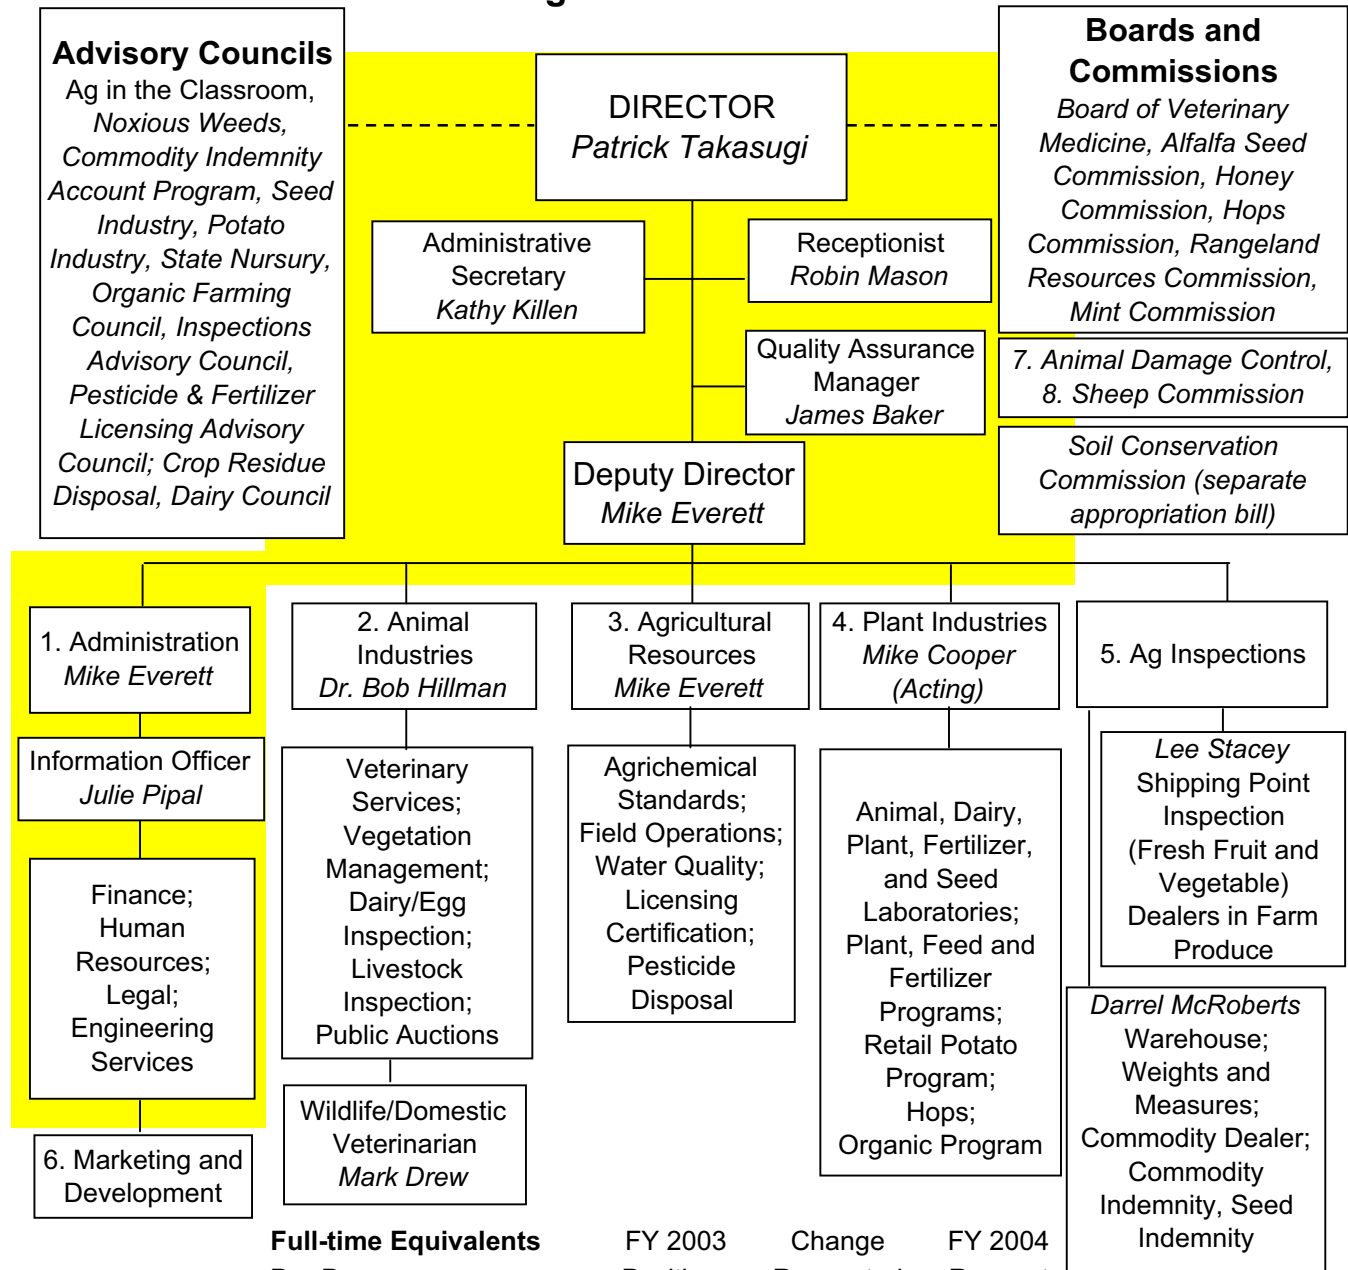 Advisory Councils
Ag in the Classroom,
Noxious Weeds,
Commodity Indemnity
Account Program, Seed
Industry, Potato
Industry, State Nursury,
Organic Farming
Council, Inspections
Advisory Council,
Pesticide & Fertilizer
Licensing Advisory
Council; Crop Residue
Disposal, Dairy Council
DIRECTOR
Patrick Takasugi
Boards and
Commissions
Board of Veterinary
Medicine, Alfalfa Seed
Commission, Honey
Commission, Hops
Commission, Rangeland
Resources Commission,
Mint Commission
7. Animal Damage Control,
8. Sheep Commission
Soil Conservation
Commission (separate
appropriation bill)
Administrative
Secretary
Kathy Killen
Receptionist
Robin Mason
Quality Assurance
Manager
James Baker
Deputy Director
Mike Everett
1. Administration
Mike Everett
Information Officer
Julie Pipal
Finance;
Human
Resources;
Legal;
Engineering
Services
6. Marketing and
Development
2. Animal
Industries
Dr. Bob Hillman
Veterinary
Services;
Vegetation
Management;
Dairy/Egg
Inspection;
Livestock
Inspection;
Public Auctions
Wildlife/Domestic
Veterinarian
Mark Drew
3. Agricultural
Resources
Mike Everett
Agrichemical
Standards;
Field Operations;
Water Quality;
Licensing
Certification;
Pesticide
Disposal
4. Plant Industries
Mike Cooper
(Acting)
Animal, Dairy,
Plant, Fertilizer,
and Seed
Laboratories;
Plant, Feed and
Fertilizer
Programs;
Retail Potato
Program;
Hops;
Organic Program
5. Ag Inspections
Lee Stacey
Shipping Point
Inspection
(Fresh Fruit and
Vegetable)
Dealers in Farm
Produce
Darrel McRoberts
Warehouse;
Weights and
Measures;
Commodity Dealer;
Commodity
Indemnity, Seed
Indemnity
Full-time Equivalents FY 2003 Change FY 2004